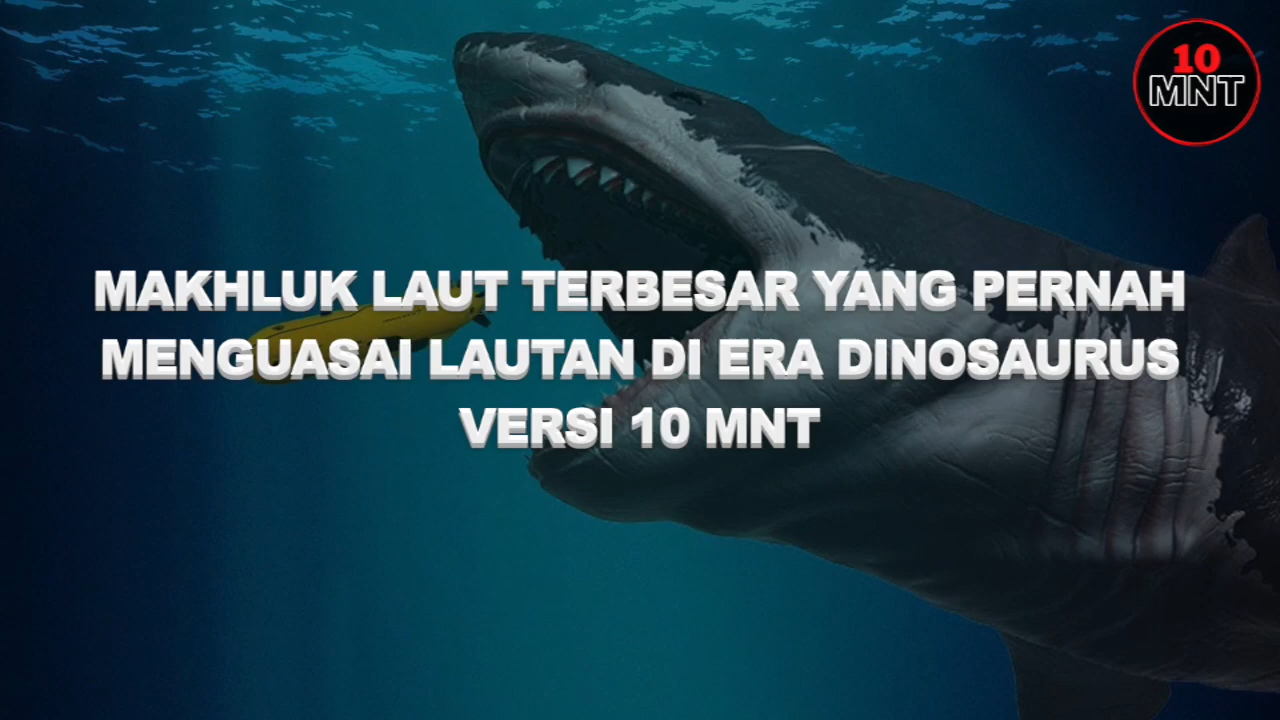 10
MNT
MAKHLUK LAUT TERBESAR YANG PERNAH
MENGUASAI LAUTAN DI ERA DINOSAURUS
VERSI 10 MNT